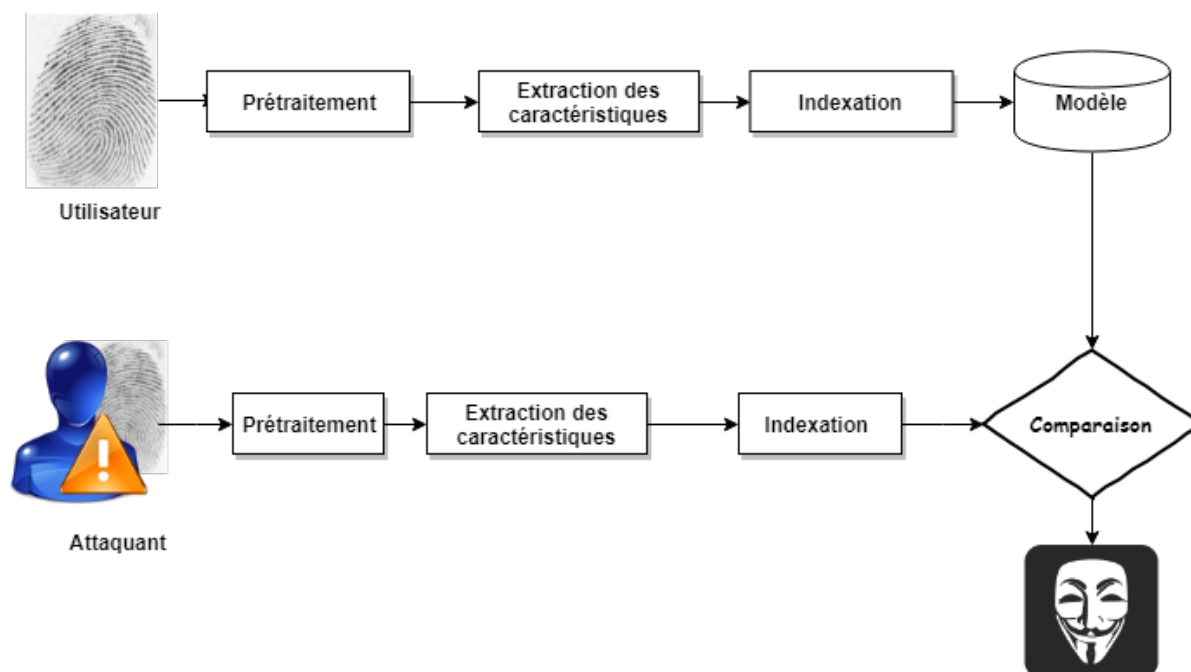 Prétraitement
Extraction des
caractéristiques
Indexation
Modèle
Utilisateur
Prétraitement
Extraction des
caractéristiques
Indexation
Comparaison
Attaquant